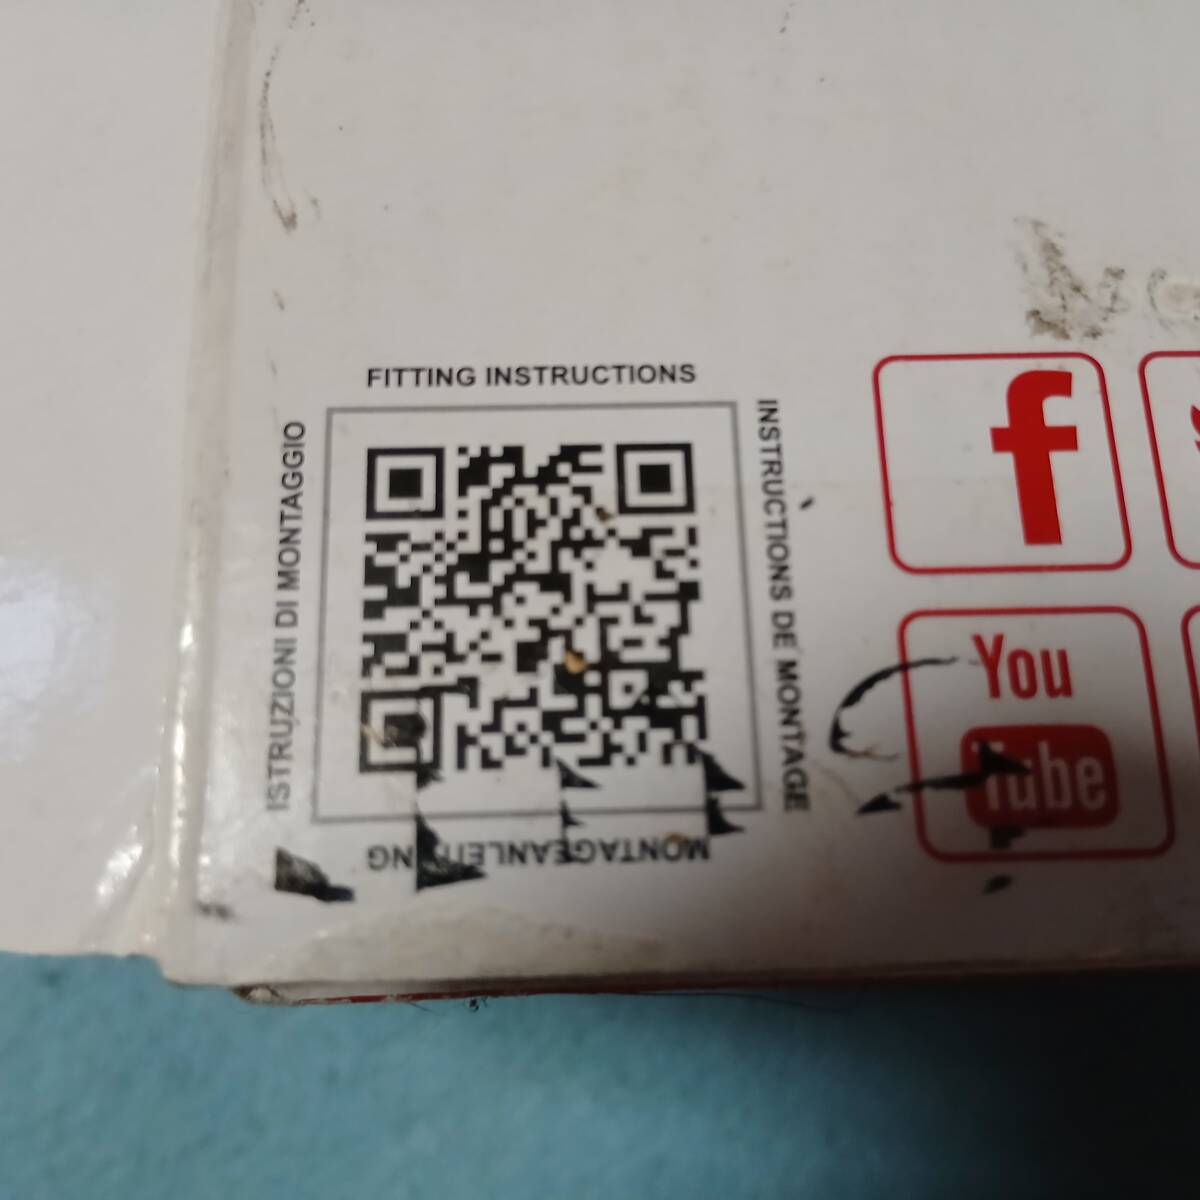 FITTING INSTRUCTIONS
ISTRUZIONI DI MONTAGGIO
INSTRUCTIONS DE MONTAGE
MONTAGEANLEITUNG
f
You
Tube